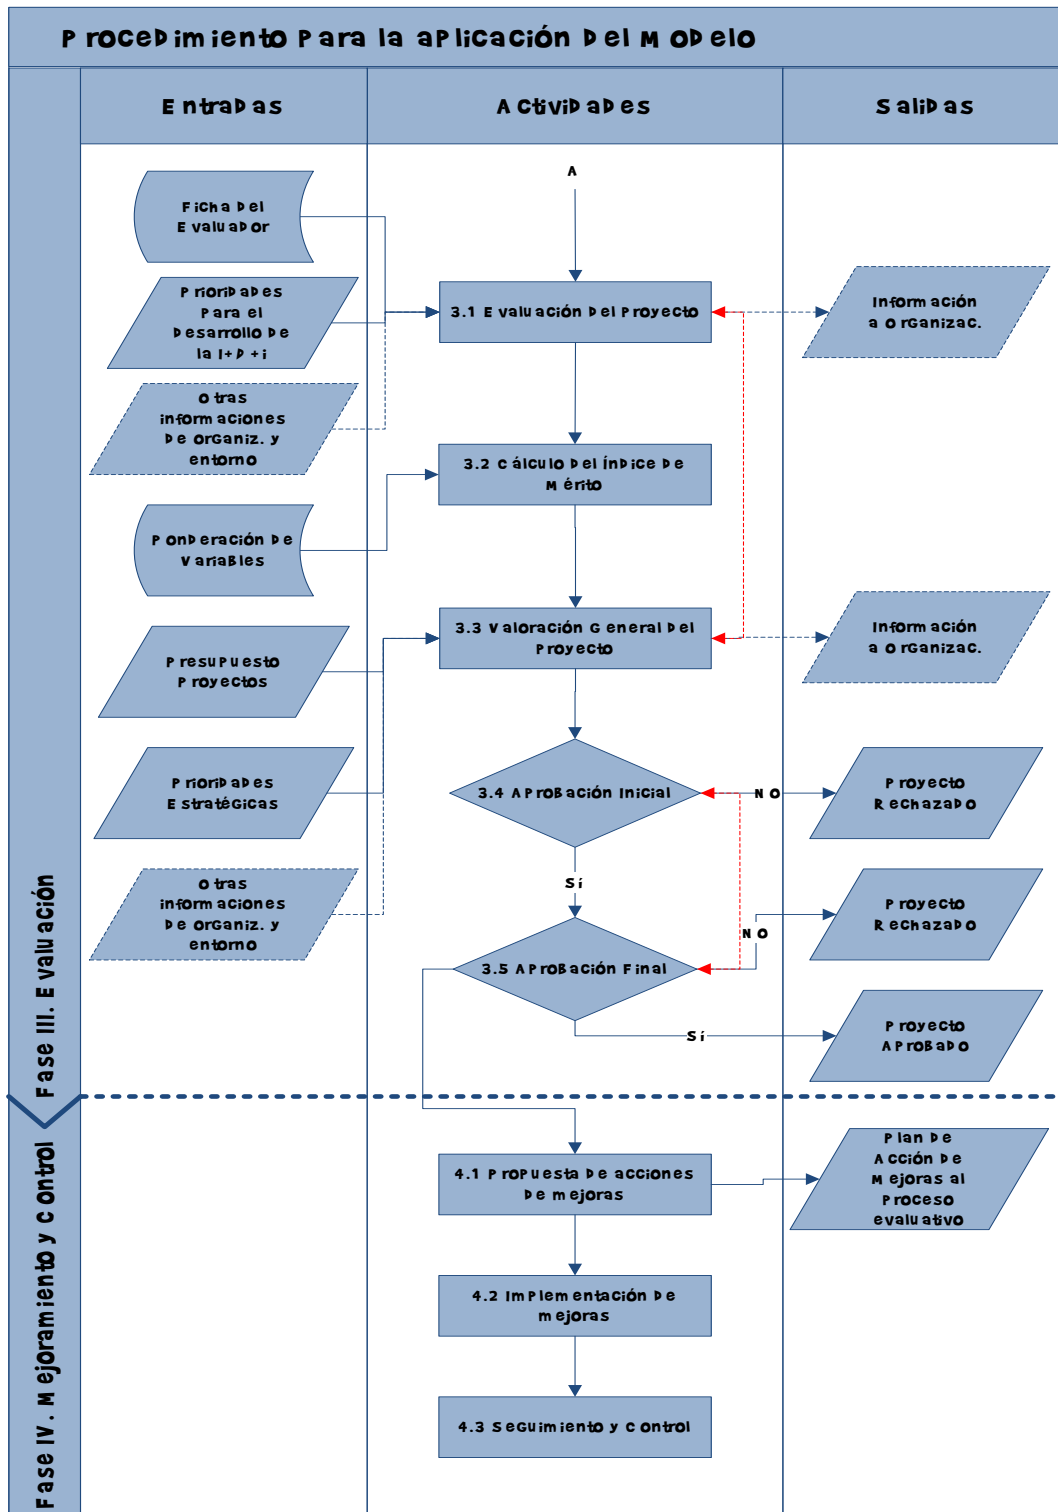 Procedimiento para la aplicación del Modelo
Entradas
Actividades
Salidas
A
Ficha del
Evaluador
Prioridades
para el
desarrollo de
la I+D+i
3.1 Evaluación del Proyecto
Información
a organizac.
Otras
informaciones
de organiz. y
entorno
3.2 Cálculo del Índice de
Mérito
Ponderación de
Variables
3.3 Valoración General del
Proyecto
Información
a organizac.
Presupuesto
Proyectos
Prioridades
Estratégicas
3.4 Aprobación Inicial
NO
Proyecto
Rechazado
Sí
Otras
informaciones
de organiz. y
entorno
NO
Proyecto
Rechazado
3.5 Aprobación Final
Sí
Proyecto
Aprobado
Fase III. Evaluación
4.1 Propuesta de acciones
de mejoras
Plan de
Acción de
Mejoras al
Proceso
evaluativo
4.2 Implementación de
mejoras
4.3 Seguimiento y Control
Fase IV. Mejoramiento y Control